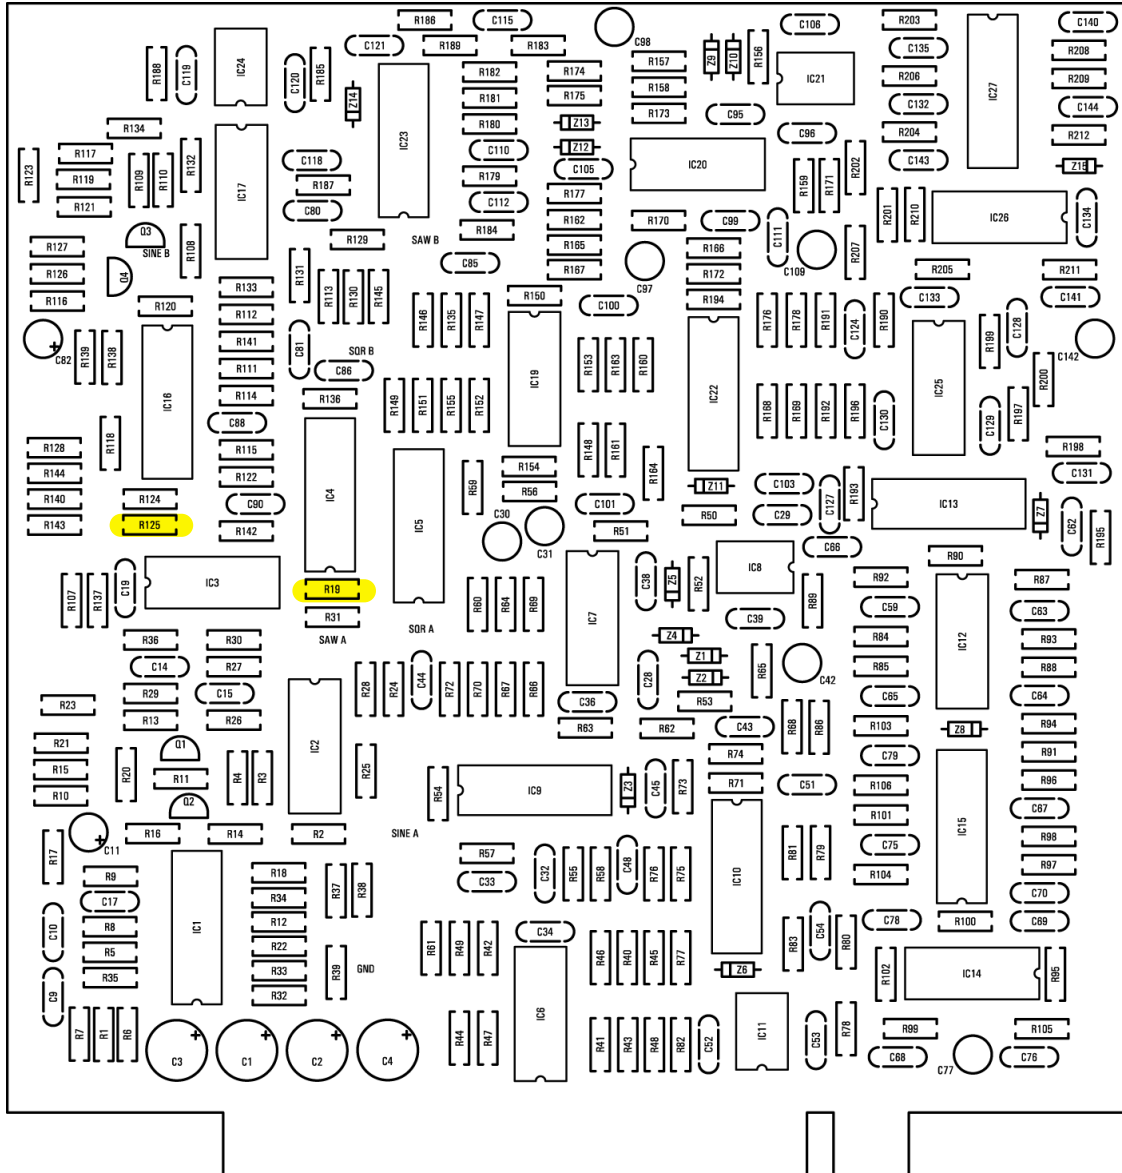 R186 C115 C106 R203 C140
C121 R189 R183 C98 C135 R208
R188 C119 IC24 C120 R185 R182 R174 R157 Z9 Z10 R156 IC21 R206 IC27 R209
Z14 IC23 R181 R175 R158 C132 C144
R134 R180 Z13 R173 C95 C96 R204 R212
R123 R117 R109 R110 R132 IC17 C118 C110 Z12 IC20 R202 C143 Z15
R119 R187 R179 C105 R159 R171
R121 C80 C112 R177 R201 R210 IC26 C134
Q3 R184 R162 R170 C99 C111
SINE B R108 R129 SAW B R165 R166 R207
R127 C85 R167 C97 R172 C109 R205 R211
R126 Q4 R131 R113 R130 R145
R116 R120 R133 R150 C100 R194 C133 C141
R112 R146 R135 R147 R176 R178 R191 C124 R190 R199 C128
C82 R139 R138 IC16 R141 C81 SQR B IC19 R153 R163 R160 IC22 IC25 C142
R111 C86 R200
R114 R136 R149 R151 R155 R152 R168 R169 R192 R196 C130 C129 R197
C88
R128 R118 R115 IC4 R148 R161 R198
R144 R122 IC5 R59 R154 R164 C131
R140 R124 C90 R56 C101 Z11 C103 C127 R193 IC13 Z7 C62
R143 R125 R142 C30 C31 R51 R50 C29 R195
C66 R90
R107 R137 C19 IC3 R19 R60 R64 R69 IC7 C38 Z5 R52 IC8 R89 R92 IC12 R87
R31 C39 C59 C63
R36 R30 SAW A SQR A Z4 R84 R93
C14 R27 Z1 R65 C42 R85 R88
R29 C15 R28 R24 C44 R72 R70 R67 R66 C28 Z2 C65 C64
R23 R13 R26 C36 R53
R63 R62 C43 R68 R86 R103 Z8 R94
R21 Q1 IC2 R74 C79 R91
R15 R20 R11 R4 R3 R25 R54 IC9 Z3 C45 R73 R71 C51 R106 R96
R10 Q2 C67
R16 R14 R2 SINE A R101 IC15 R98
R17 C11 R57 C48 R81 R79 C75
R9 R18 R37 R38 C33 C32 R55 R58 R76 R75 IC10 R104 R97
C17 R34 C70
C10 R8 IC1 R12 R61 R49 R42 C34 R83 C54 R80 C78 R100 C69
R5 R22 R46 R40 R45 R77
R35 R33 R39 GND Z6 R102 IC14 R95
C9 R32
R7 R1 R6 R44 R47 IC6 R41 R43 R48 R82 C52 IC11 C53 R78 R99 R105
C3 C1 C2 C4 C68 C77 C76